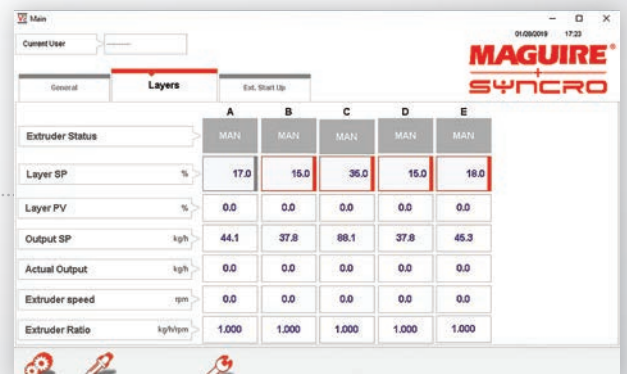 Main
Current User --------
01/20/2019 17:23
MAGUIRE®
+
SYNCRO
General Layers Ext. Start Up
A B C D E
Extruder Status MAN MAN MAN MAN MAN
Layer SP % 17.0 15.0 35.0 15.0 18.0
Layer PV % 0.0 0.0 0.0 0.0 0.0
Output SP kg/h 44.1 37.8 88.1 37.8 45.3
Actual Output kg/h 0.0 0.0 0.0 0.0 0.0
Extruder speed rpm 0.0 0.0 0.0 0.0 0.0
Extruder Ratio kg/h/rpm 1.000 1.000 1.000 1.000 1.000